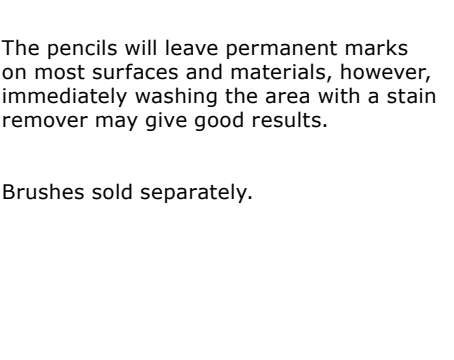 The pencils will leave permanent marks
on most surfaces and materials, however,
immediately washing the area with a stain
remover may give good results.
Brushes sold separately.